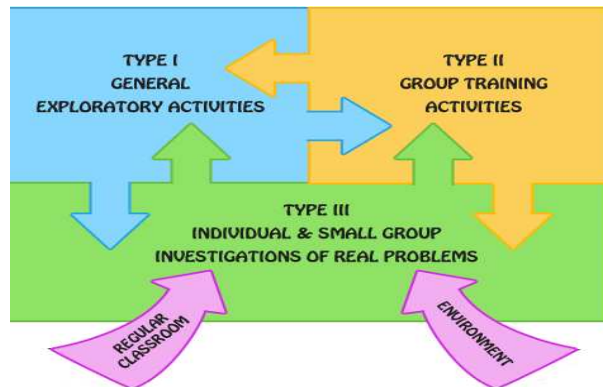 TYPE I
GENERAL
EXPLORATORY ACTIVITIES
TYPE II
GROUP TRAINING
ACTIVITIES
TYPE III
INDIVIDUAL & SMALL GROUP
INVESTIGATIONS OF REAL PROBLEMS
REGULAR
CLASSROOM
ENVIRONMENT